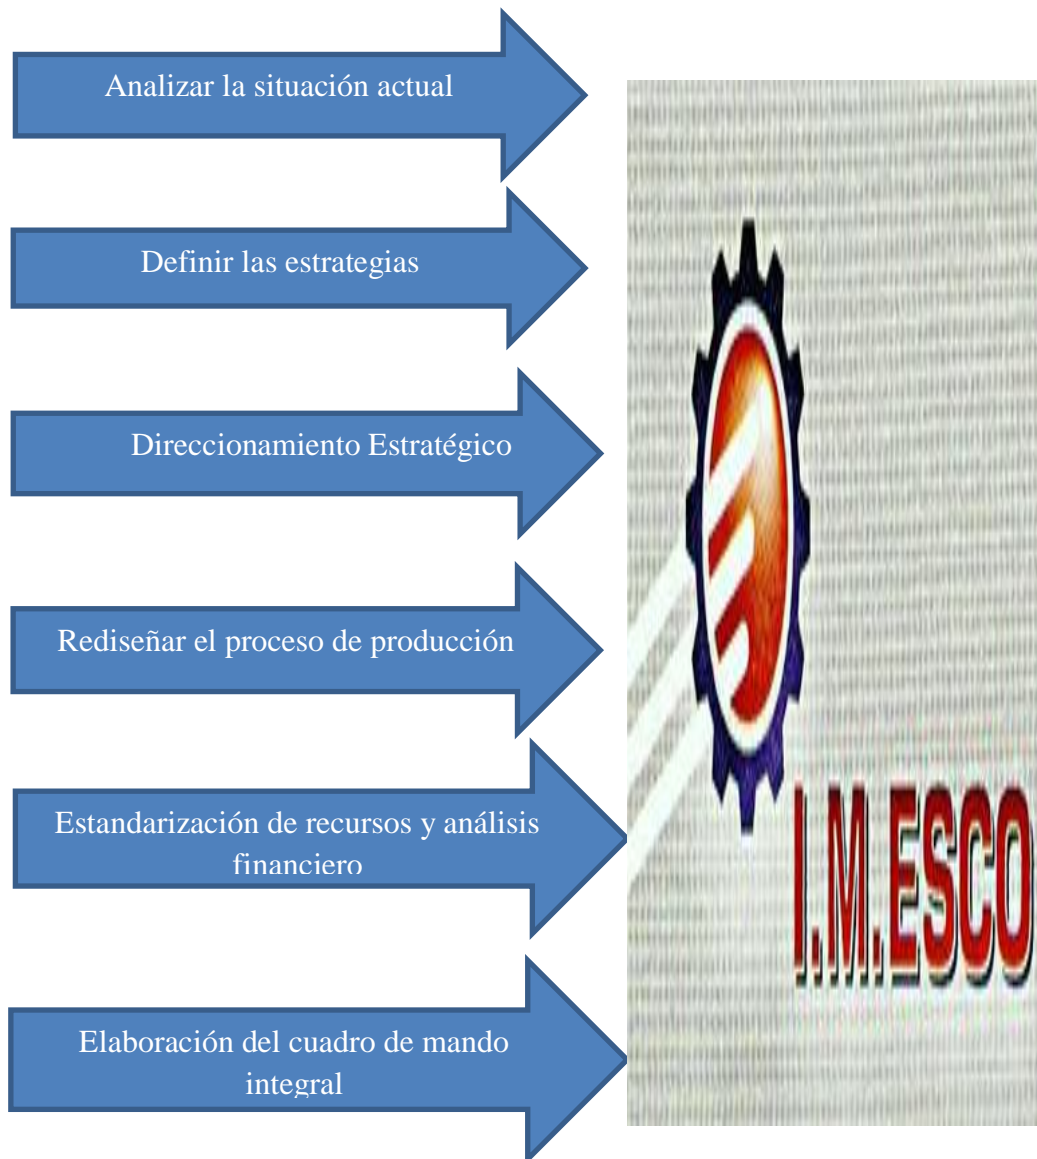 Analizar la situación actual
Definir las estrategias
Direccionamiento Estratégico
Rediseñar el proceso de producción
Estandarización de recursos y análisis
financiero
Elaboración del cuadro de mando
integral
I.M.ESCO